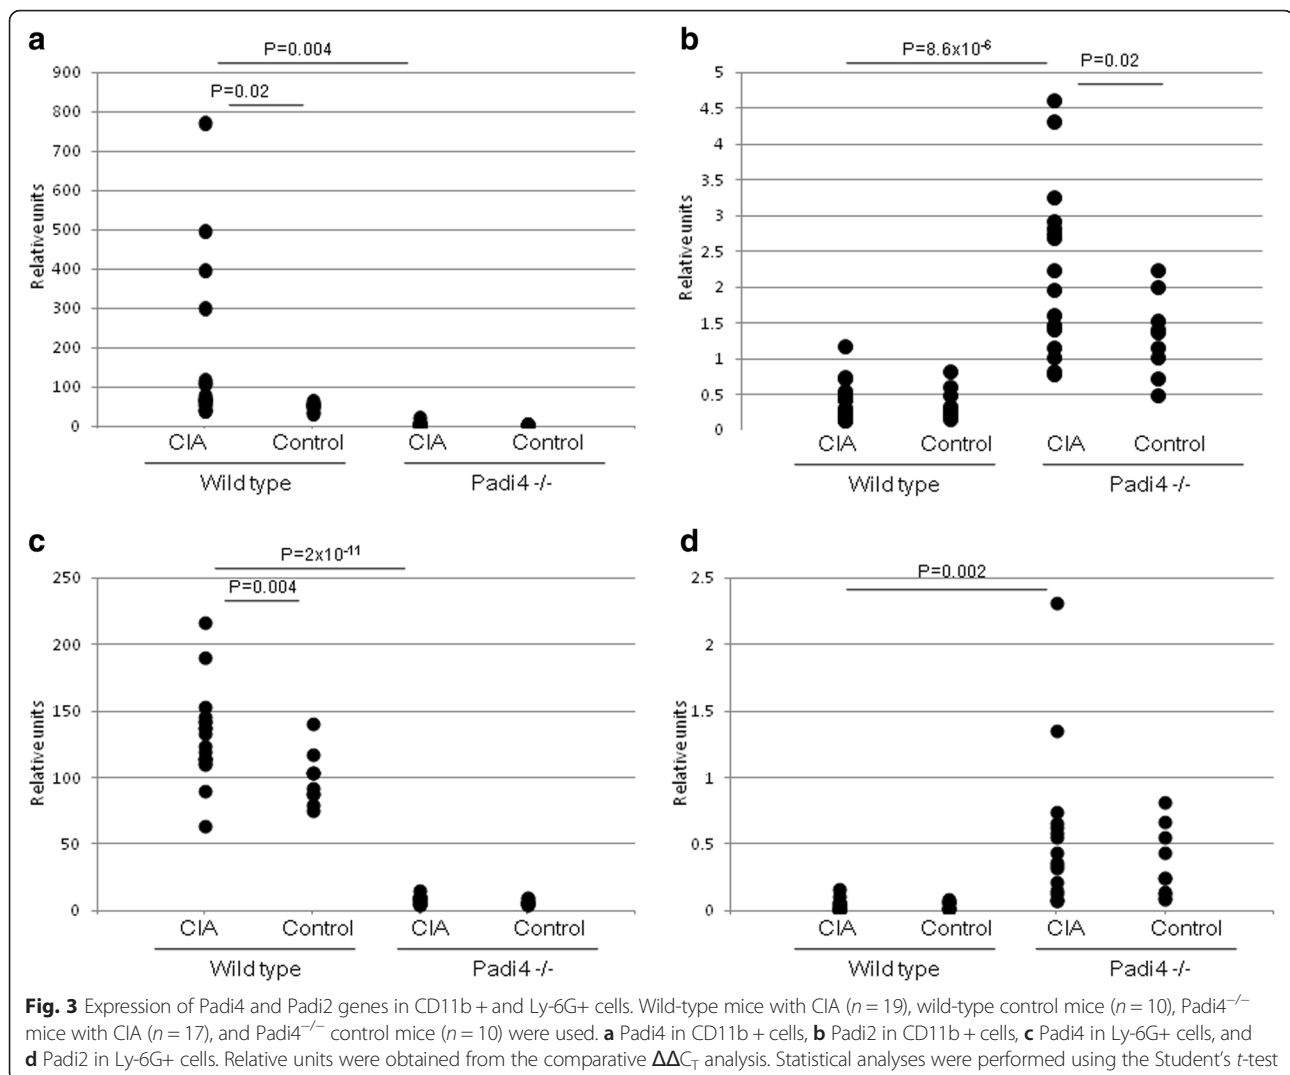 a
P=0.004
P=0.02
900
800
700
600
500
400
300
200
100
0
Relative units
CIA Control CIA Control
Wild type Padi4 -/-
b
P=8.6x10⁻⁶
P=0.02
5
4.5
4
3.5
3
2.5
2
1.5
1
0.5
0
Relative units
CIA Control CIA Control
Wild type Padi4 -/-
c
P=2x10⁻¹¹
P=0.004
250
200
150
100
50
0
Relative units
CIA Control CIA Control
Wild type Padi4 -/-
d
P=0.002
2.5
2
1.5
1
0.5
0
Relative units
CIA Control CIA Control
Wild type Padi4 -/-
Fig. 3 Expression of Padi4 and Padi2 genes in CD11b + and Ly-6G+ cells. Wild-type mice with CIA (n = 19), wild-type control mice (n = 10), Padi4⁻/⁻
mice with CIA (n = 17), and Padi4⁻/⁻ control mice (n = 10) were used. a Padi4 in CD11b + cells, b Padi2 in CD11b + cells, c Padi4 in Ly-6G+ cells, and
d Padi2 in Ly-6G+ cells. Relative units were obtained from the comparative ΔΔC_T analysis. Statistical analyses were performed using the Student's t-test